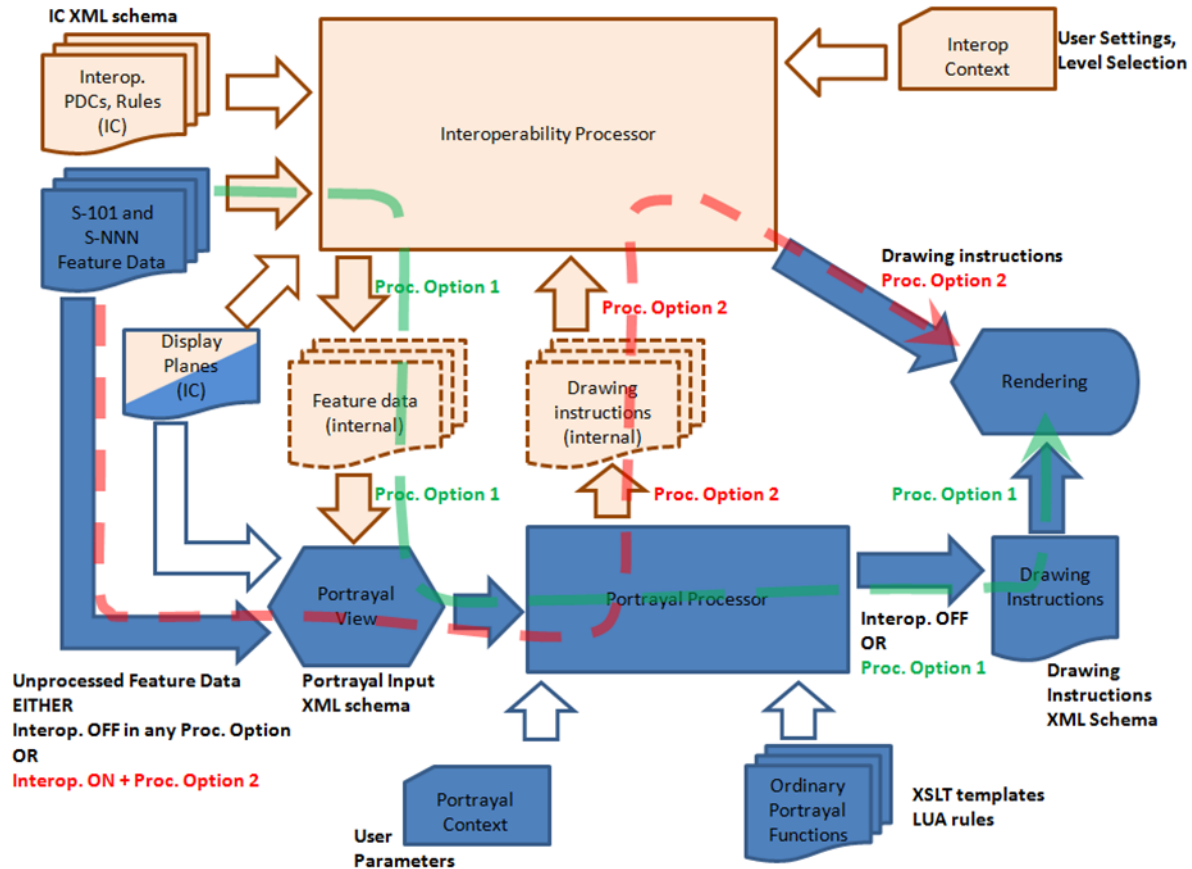 IC XML schema
Interop.
PDCs, Rules
(IC)
Interoperability Processor
Interop
Context
User Settings,
Level Selection
S-101 and
S-NNN
Feature Data
Proc. Option 1
Proc. Option 2
Drawing instructions
Proc. Option 2
Display
Planes
(IC)
Feature data
(internal)
Drawing
instructions
(internal)
Rendering
Proc. Option 1
Proc. Option 2
Proc. Option 1
Portrayal
View
Portrayal Processor
Drawing
Instructions
Interop. OFF
OR
Proc. Option 1
Unprocessed Feature Data
EITHER
Interop. OFF in any Proc. Option
OR
Interop. ON + Proc. Option 2
Portrayal Input
XML schema
Drawing
Instructions
XML Schema
Portrayal
Context
User
Parameters
Ordinary
Portrayal
Functions
XSLT templates
LUA rules